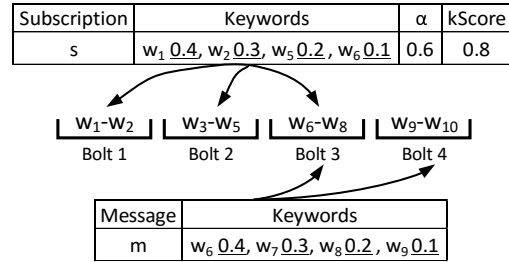 Subscription Keywords α kScore
s w₁ 0.4, w₂ 0.3, w₅ 0.2 , w₆ 0.1 0.6 0.8
w₁-w₂ w₃-w₅ w₆-w₈ w₉-w₁₀
Bolt 1 Bolt 2 Bolt 3 Bolt 4
Message Keywords
m w₆ 0.4, w₇ 0.3, w₈ 0.2, w₉ 0.1